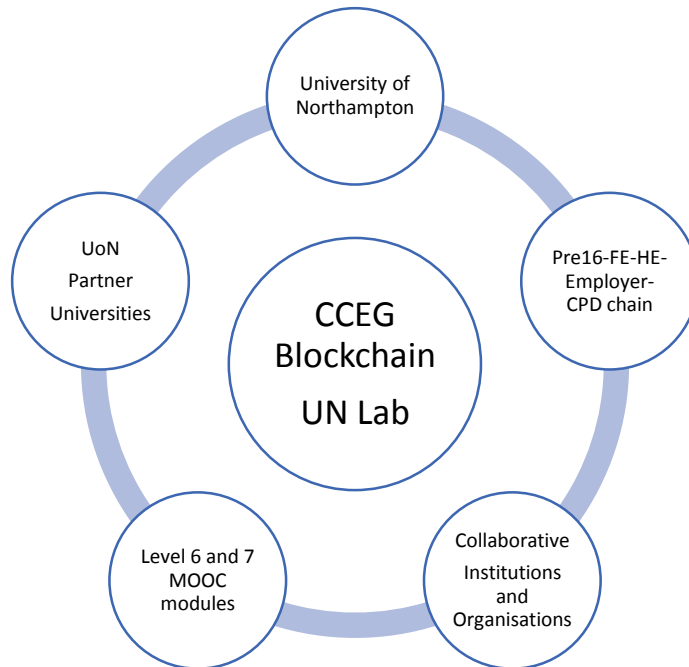 University of
Northampton
Pre16-FE-HE-
Employer-
CPD chain
Collaborative
Institutions
and
Organisations
Level 6 and 7
MOOC
modules
UoN
Partner
Universities
CCEG
Blockchain
UN Lab